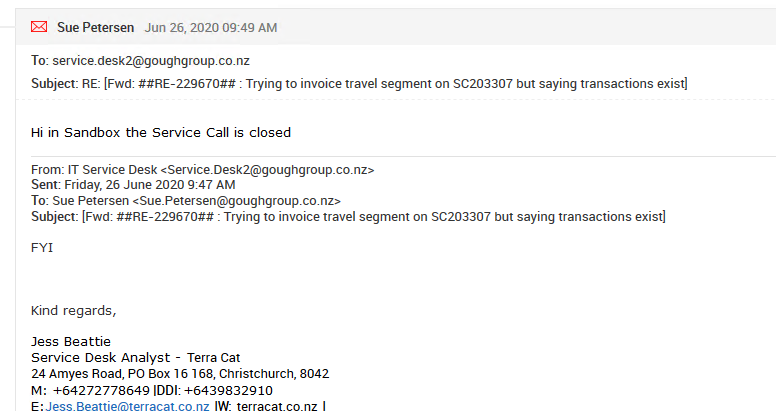 Sue Petersen Jun 26, 2020 09:49 AM
To: service.desk2@goughgroup.co.nz
Subject: RE: [Fwd: ##RE-229670## : Trying to invoice travel segment on SC203307 but saying transactions exist]
Hi in Sandbox the Service Call is closed
From: IT Service Desk <Service.Desk2@goughgroup.co.nz>
Sent: Friday, 26 June 2020 9:47 AM
To: Sue Petersen <Sue.Petersen@goughgroup.co.nz>
Subject: [Fwd: ##RE-229670## : Trying to invoice travel segment on SC203307 but saying transactions exist]
FYI
Kind regards,
Jess Beattie
Service Desk Analyst - Terra Cat
24 Amyes Road, PO Box 16 168, Christchurch, 8042
M: +64272778649 |DDI: +6439832910
E:Jess.Beattie@terracat.co.nz |W: terracat.co.nz |